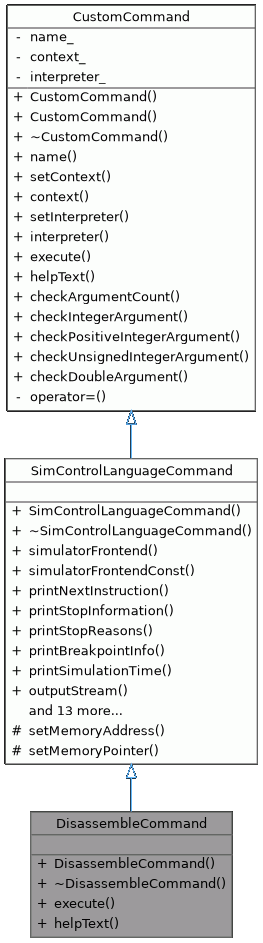 CustomCommand
- name_
- context_
- interpreter_
+ CustomCommand()
+ CustomCommand()
+ ~CustomCommand()
+ name()
+ setContext()
+ context()
+ setInterpreter()
+ interpreter()
+ execute()
+ helpText()
+ checkArgumentCount()
+ checkIntegerArgument()
+ checkPositiveIntegerArgument()
+ checkUnsignedIntegerArgument()
+ checkDoubleArgument()
- operator=()
SimControlLanguageCommand
+ SimControlLanguageCommand()
+ ~SimControlLanguageCommand()
+ simulatorFrontend()
+ simulatorFrontendConst()
+ printNextInstruction()
+ printStopInformation()
+ printStopReasons()
+ printBreakpointInfo()
+ printSimulationTime()
+ outputStream()
and 13 more...
# setMemoryAddress()
# setMemoryPointer()
DisassembleCommand
+ DisassembleCommand()
+ ~DisassembleCommand()
+ execute()
+ helpText()